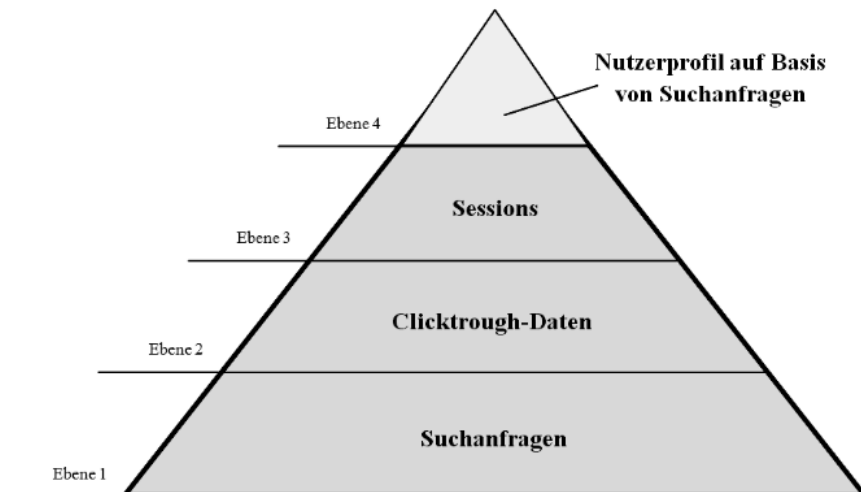 Nutzerprofil auf Basis
von Suchanfragen
Ebene 4
Sessions
Ebene 3
Clicktrough-Daten
Ebene 2
Suchanfragen
Ebene 1